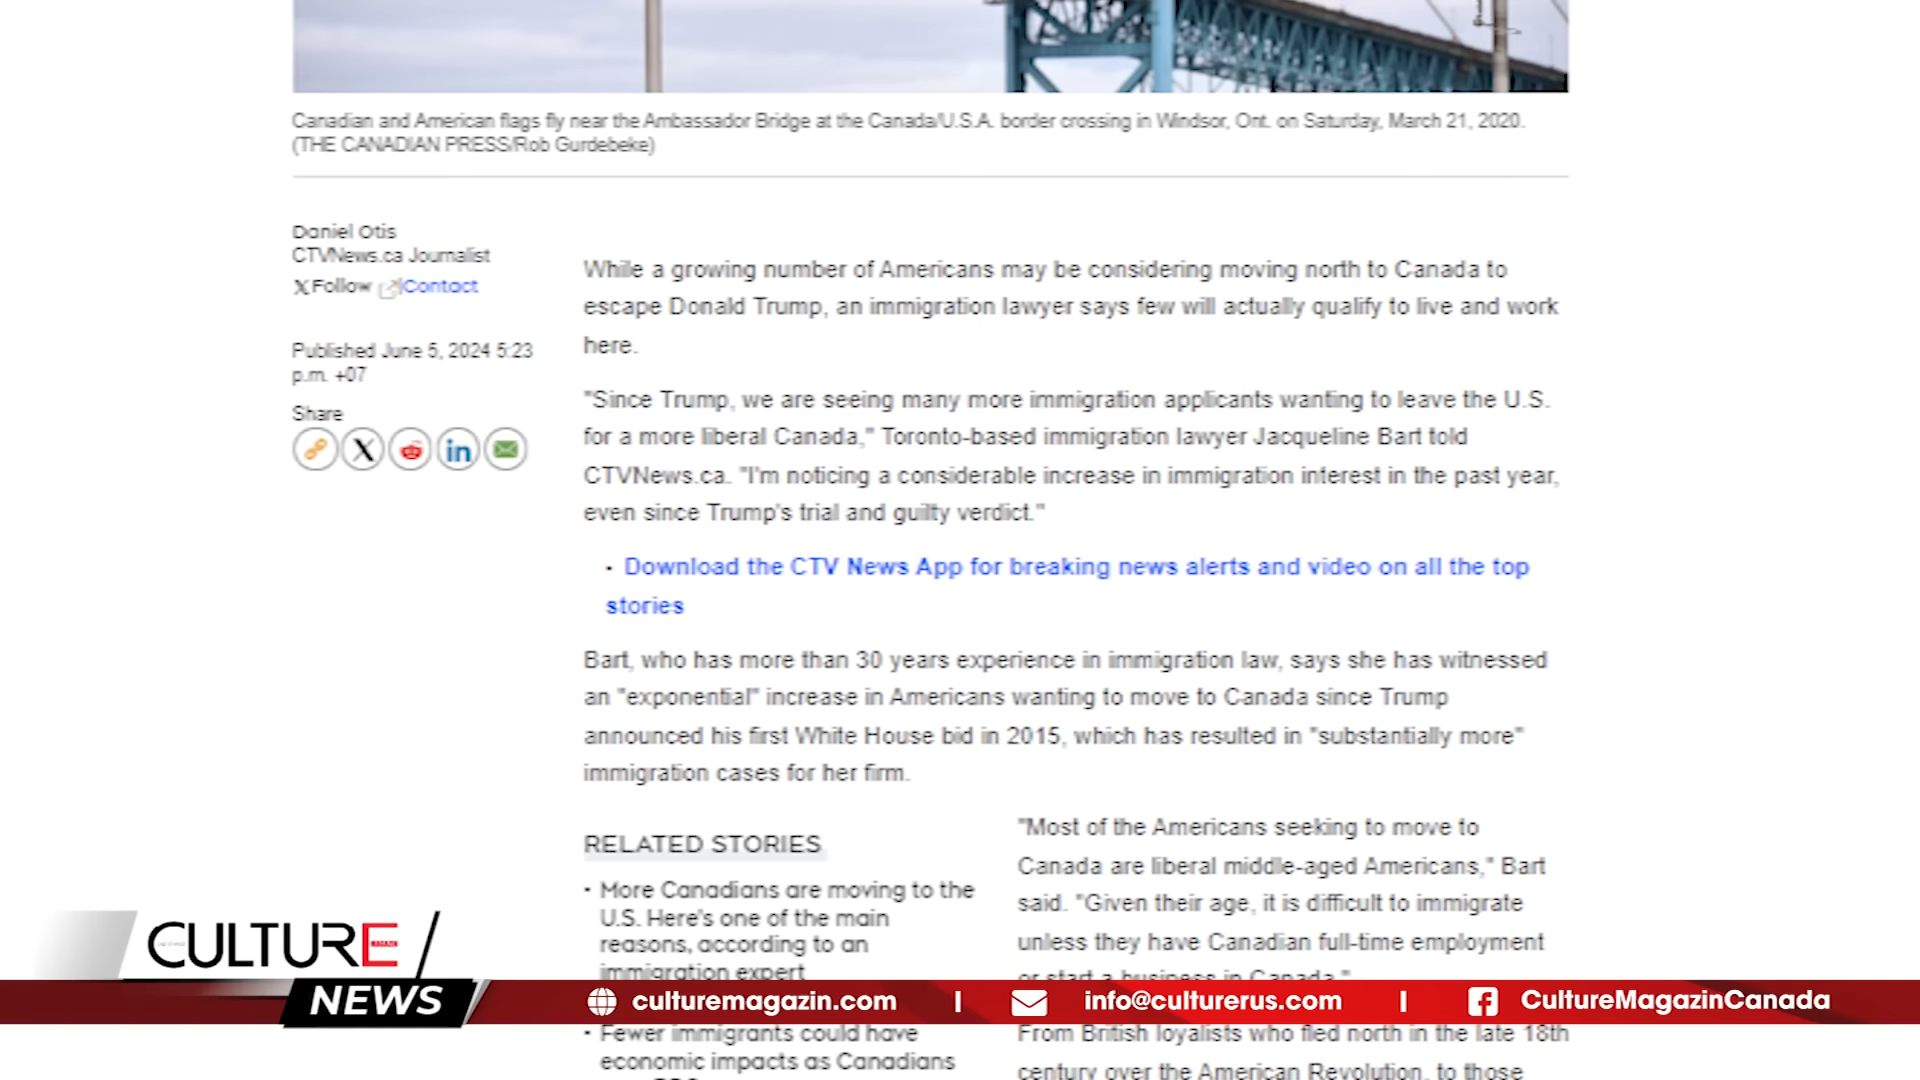 Canadian and American flags fly near the Ambassador Bridge at the Canada/U.S.A. border crossing in Windsor, Ont. on Saturday, March 21, 2020.
(THE CANADIAN PRESS/Rob Gurdebeke)
Daniel Otis
CTVNews.ca Journalist
X Follow |Contact
Published June 5, 2024 5:23
p.m. +07
Share
While a growing number of Americans may be considering moving north to Canada to
escape Donald Trump, an immigration lawyer says few will actually qualify to live and work
here.
"Since Trump, we are seeing many more immigration applicants wanting to leave the U.S.
for a more liberal Canada," Toronto-based immigration lawyer Jacqueline Bart told
CTVNews.ca. "I'm noticing a considerable increase in immigration interest in the past year,
even since Trump's trial and guilty verdict."
· Download the CTV News App for breaking news alerts and video on all the top
stories
Bart, who has more than 30 years experience in immigration law, says she has witnessed
an "exponential" increase in Americans wanting to move to Canada since Trump
announced his first White House bid in 2015, which has resulted in "substantially more"
immigration cases for her firm.
RELATED STORIES
· More Canadians are moving to the
U.S. Here's one of the main
reasons, according to an
immigration expert
· Fewer immigrants could have
economic impacts as Canadians
"Most of the Americans seeking to move to
Canada are liberal middle-aged Americans," Bart
said. "Given their age, it is difficult to immigrate
unless they have Canadian full-time employment
or start a business in Canada."
From British loyalists who fled north in the late 18th
century over the American Revolution, to those
CULTURE
MAGAZIN
NEWS
culturemagazin.com | info@culturerus.com | CultureMagazinCanada